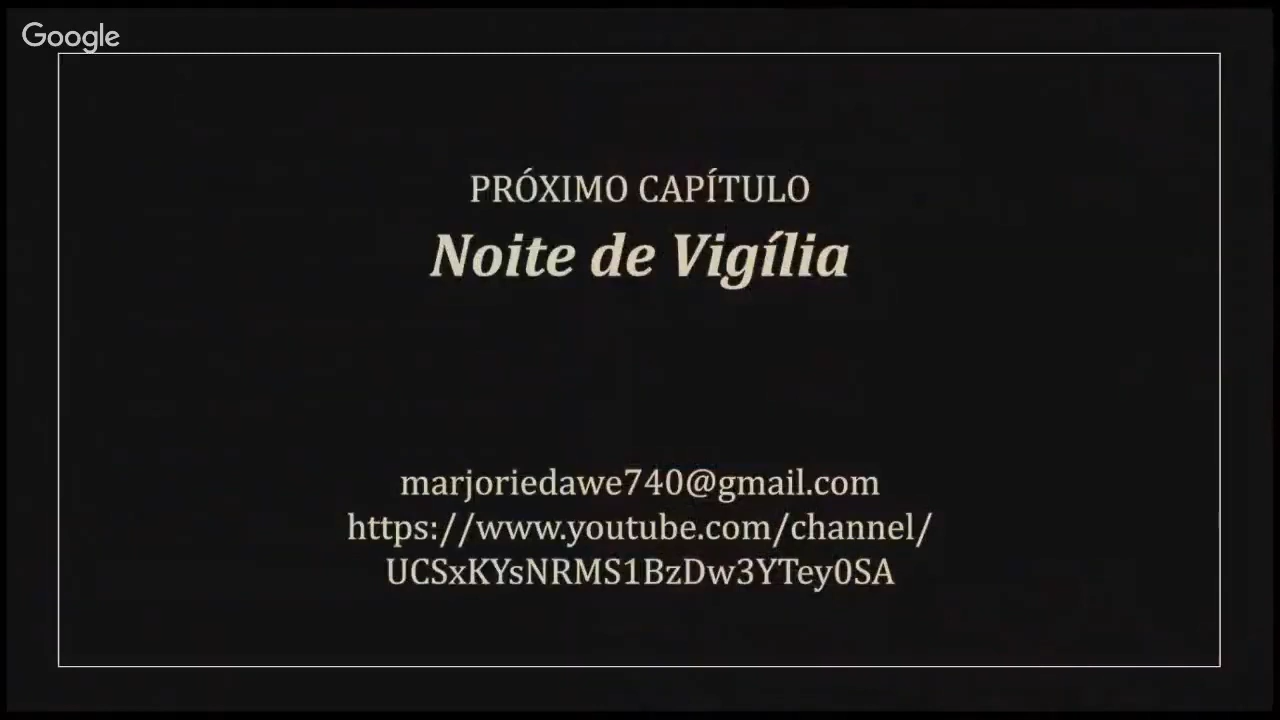 Google
PRÓXIMO CAPÍTULO
Noite de Vigília
marjoriedawe740@gmail.com
https://www.youtube.com/channel/
UCSxKYsNRMS1BzDw3YTey0SA